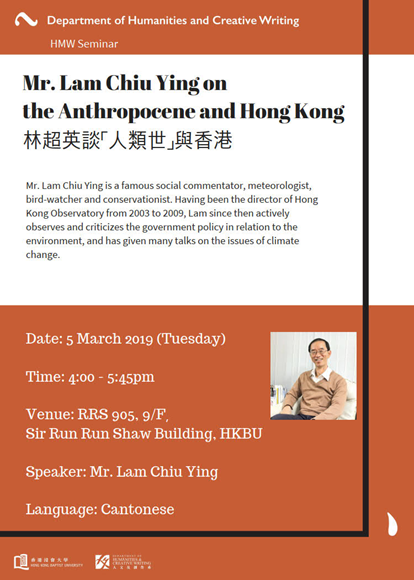 Department of Humanities and Creative Writing
HMW Seminar
Mr. Lam Chiu Ying on
the Anthropocene and Hong Kong
林超英談「人類世」與香港
Mr. Lam Chiu Ying is a famous social commentator, meteorologist,
bird-watcher and conservationist. Having been the director of Hong
Kong Observatory from 2003 to 2009, Lam since then actively
observes and criticizes the government policy in relation to the
environment, and has given many talks on the issues of climate
change.
Date: 5 March 2019 (Tuesday)
Time: 4:00 - 5:45pm
Venue: RRS 905, 9/F,
Sir Run Run Shaw Building, HKBU
Speaker: Mr. Lam Chiu Ying
Language: Cantonese
香港浸會大學
HONG KONG BAPTIST UNIVERSITY
DEPARTMENT OF
HUMANITIES &
CREATIVE WRITING